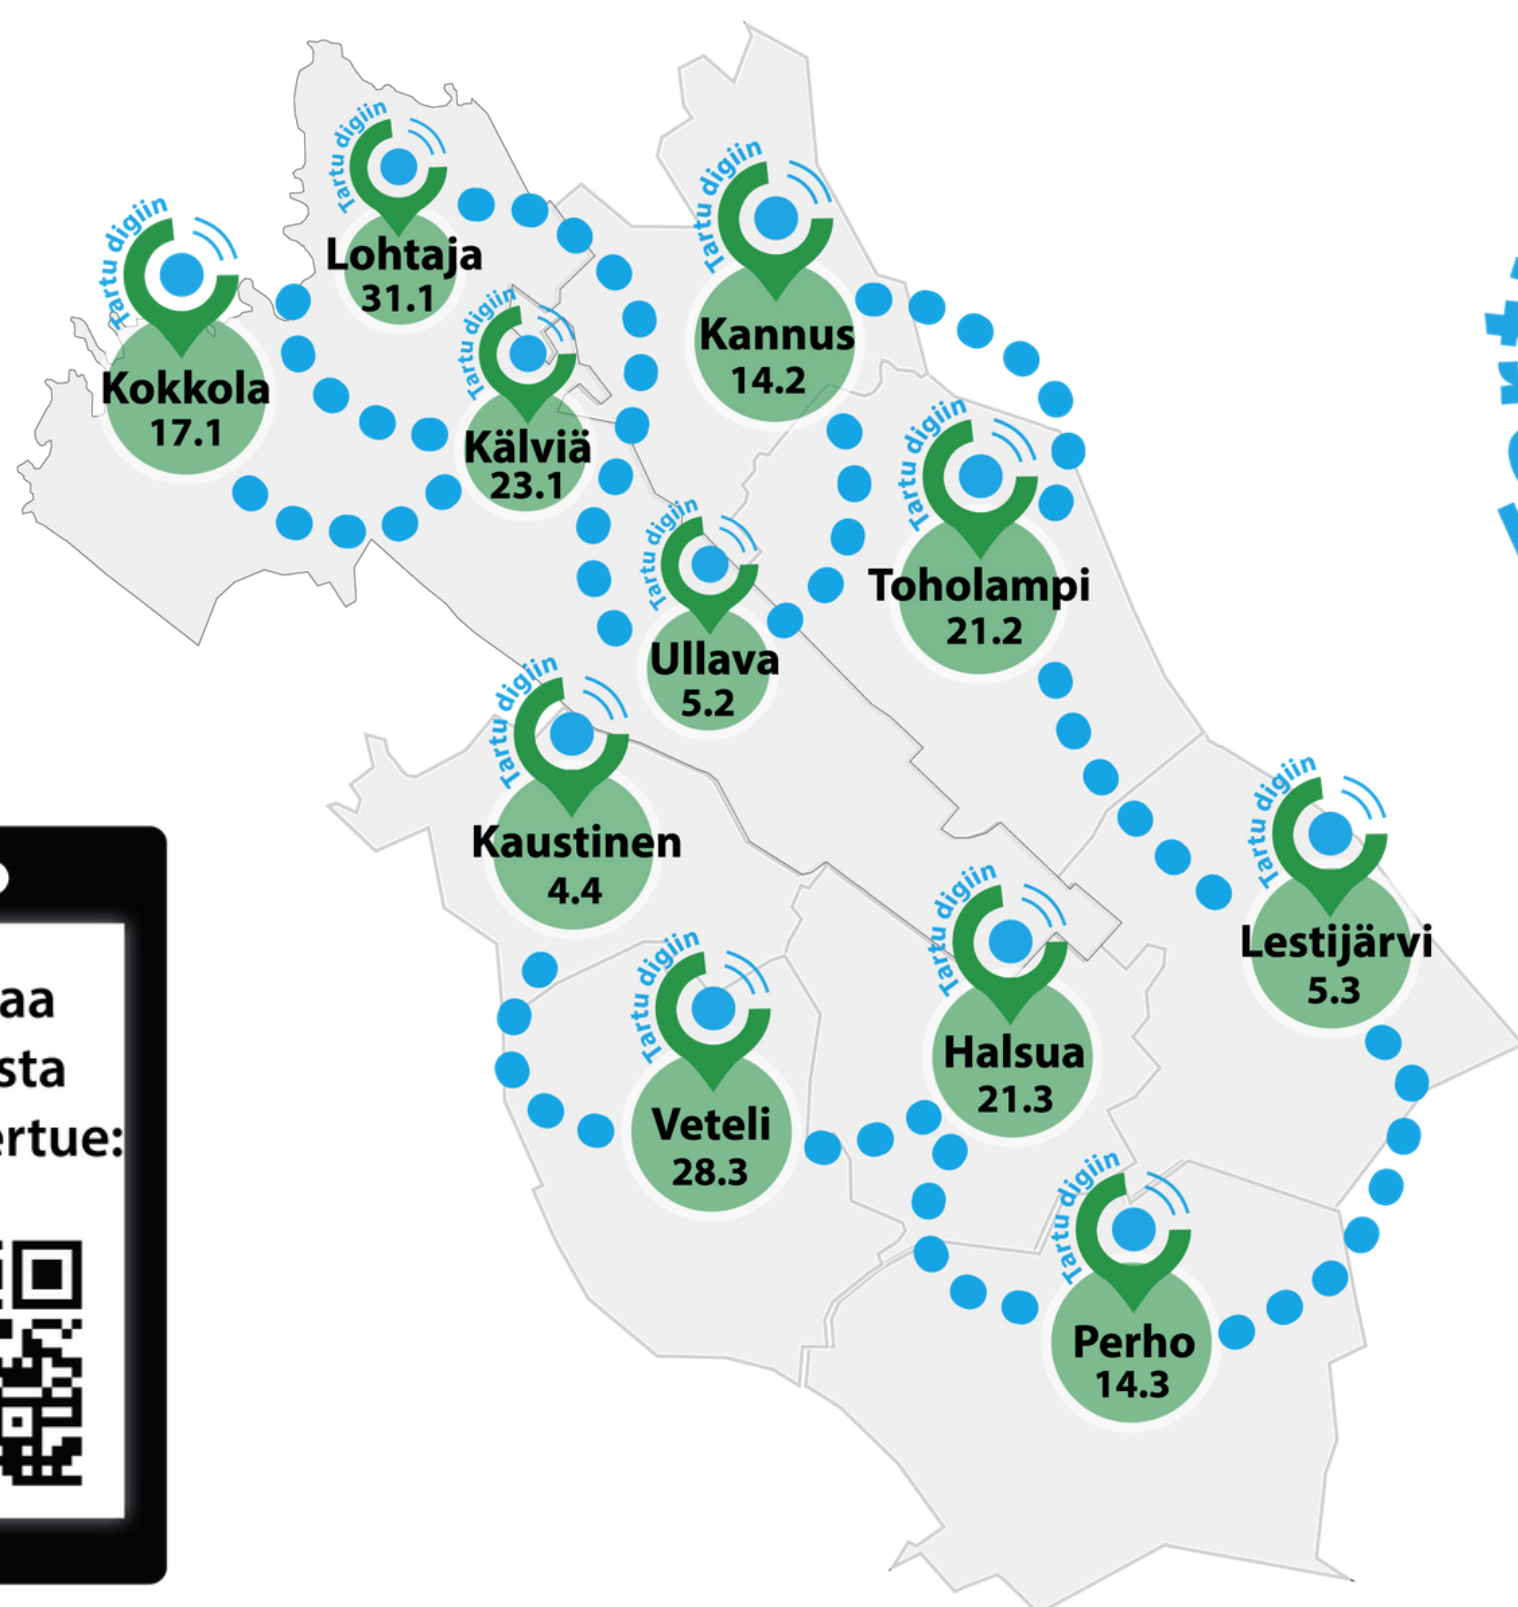 Tartu digiin
Lohtaja
31.1
Tartu digiin
Kannus
14.2
Tartu digiin
Kokkola
17.1
Tartu digiin
Kälviä
23.1
Tartu digiin
Toholampi
21.2
Tartu digiin
Ullava
5.2
Tartu digiin
Kaustinen
4.4
Tartu digiin
Lestijärvi
5.3
Tartu digiin
Halsua
21.3
Tartu digiin
Veteli
28.3
Tartu digiin
Perho
14.3
aa
sta
ertue: